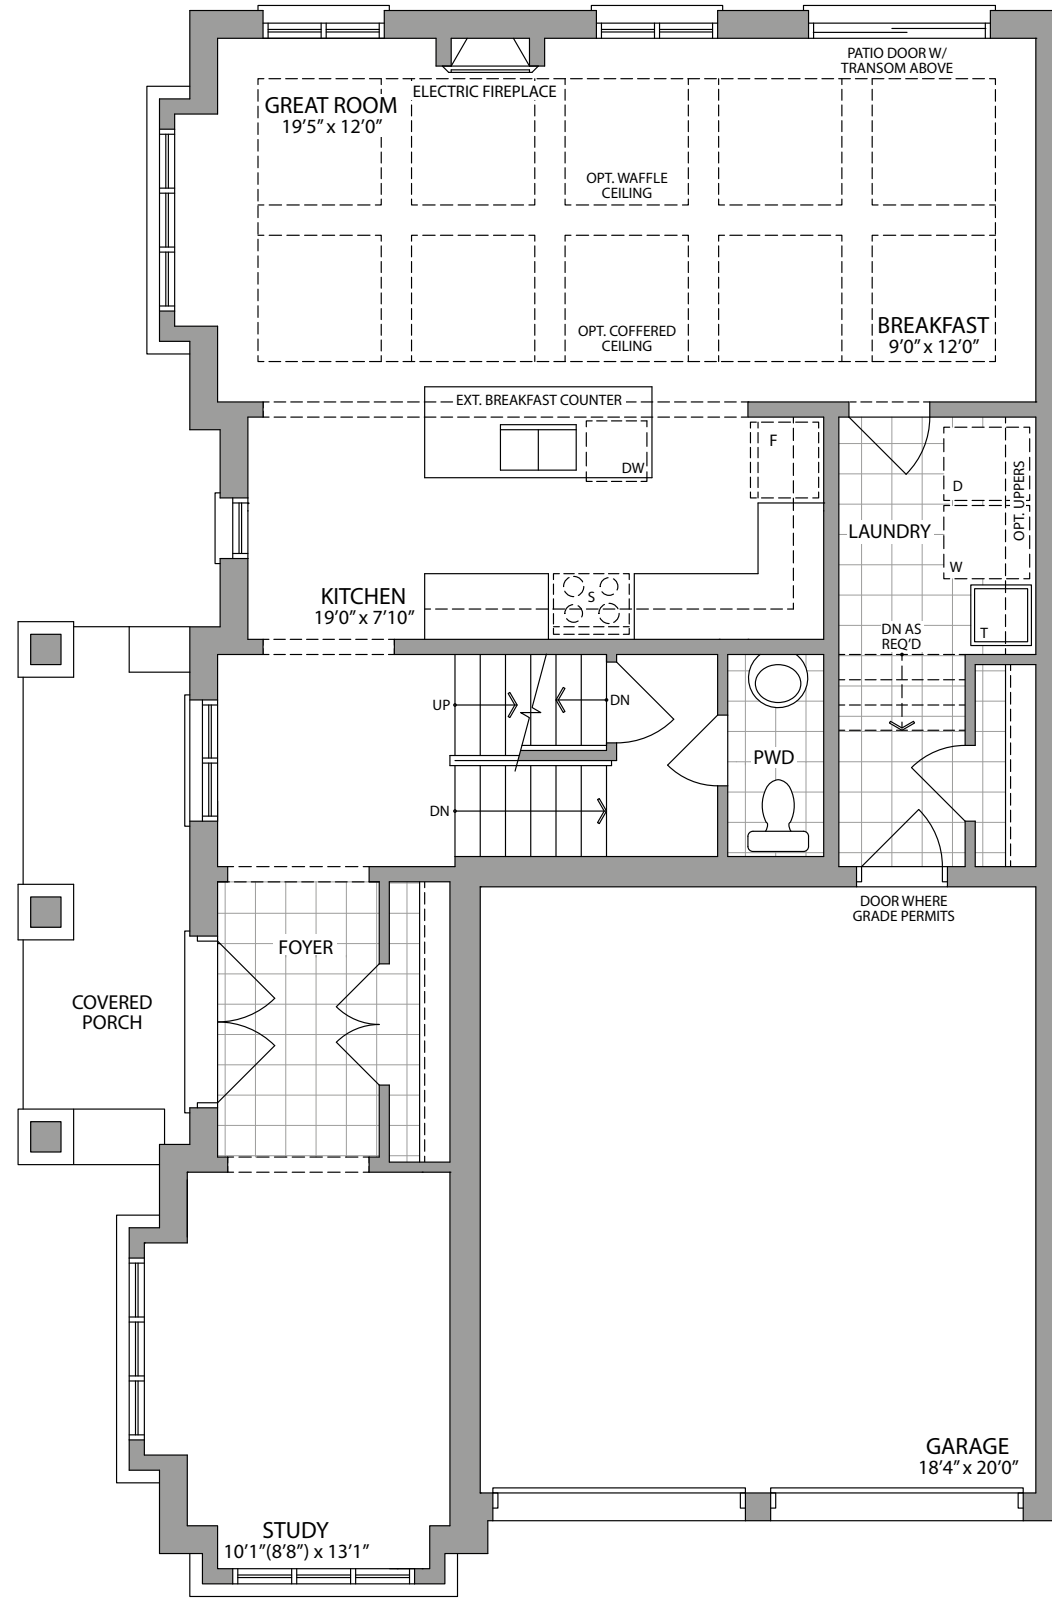 PATIO DOOR W/
TRANSOM ABOVE
ELECTRIC FIREPLACE
GREAT ROOM
19'5" x 12'0"
OPT. WAFFLE
CEILING
OPT. COFFERED
CEILING
BREAKFAST
9'0" x 12'0"
EXT. BREAKFAST COUNTER
F
DW
D
OPT. UPPERS
LAUNDRY
W
KITCHEN
19'0" x 7'10"
S
T
DN AS
REQ'D
UP
DN
PWD
DN
DOOR WHERE
GRADE PERMITS
FOYER
COVERED
PORCH
GARAGE
18'4" x 20'0"
STUDY
10'1"(8'8") x 13'1"